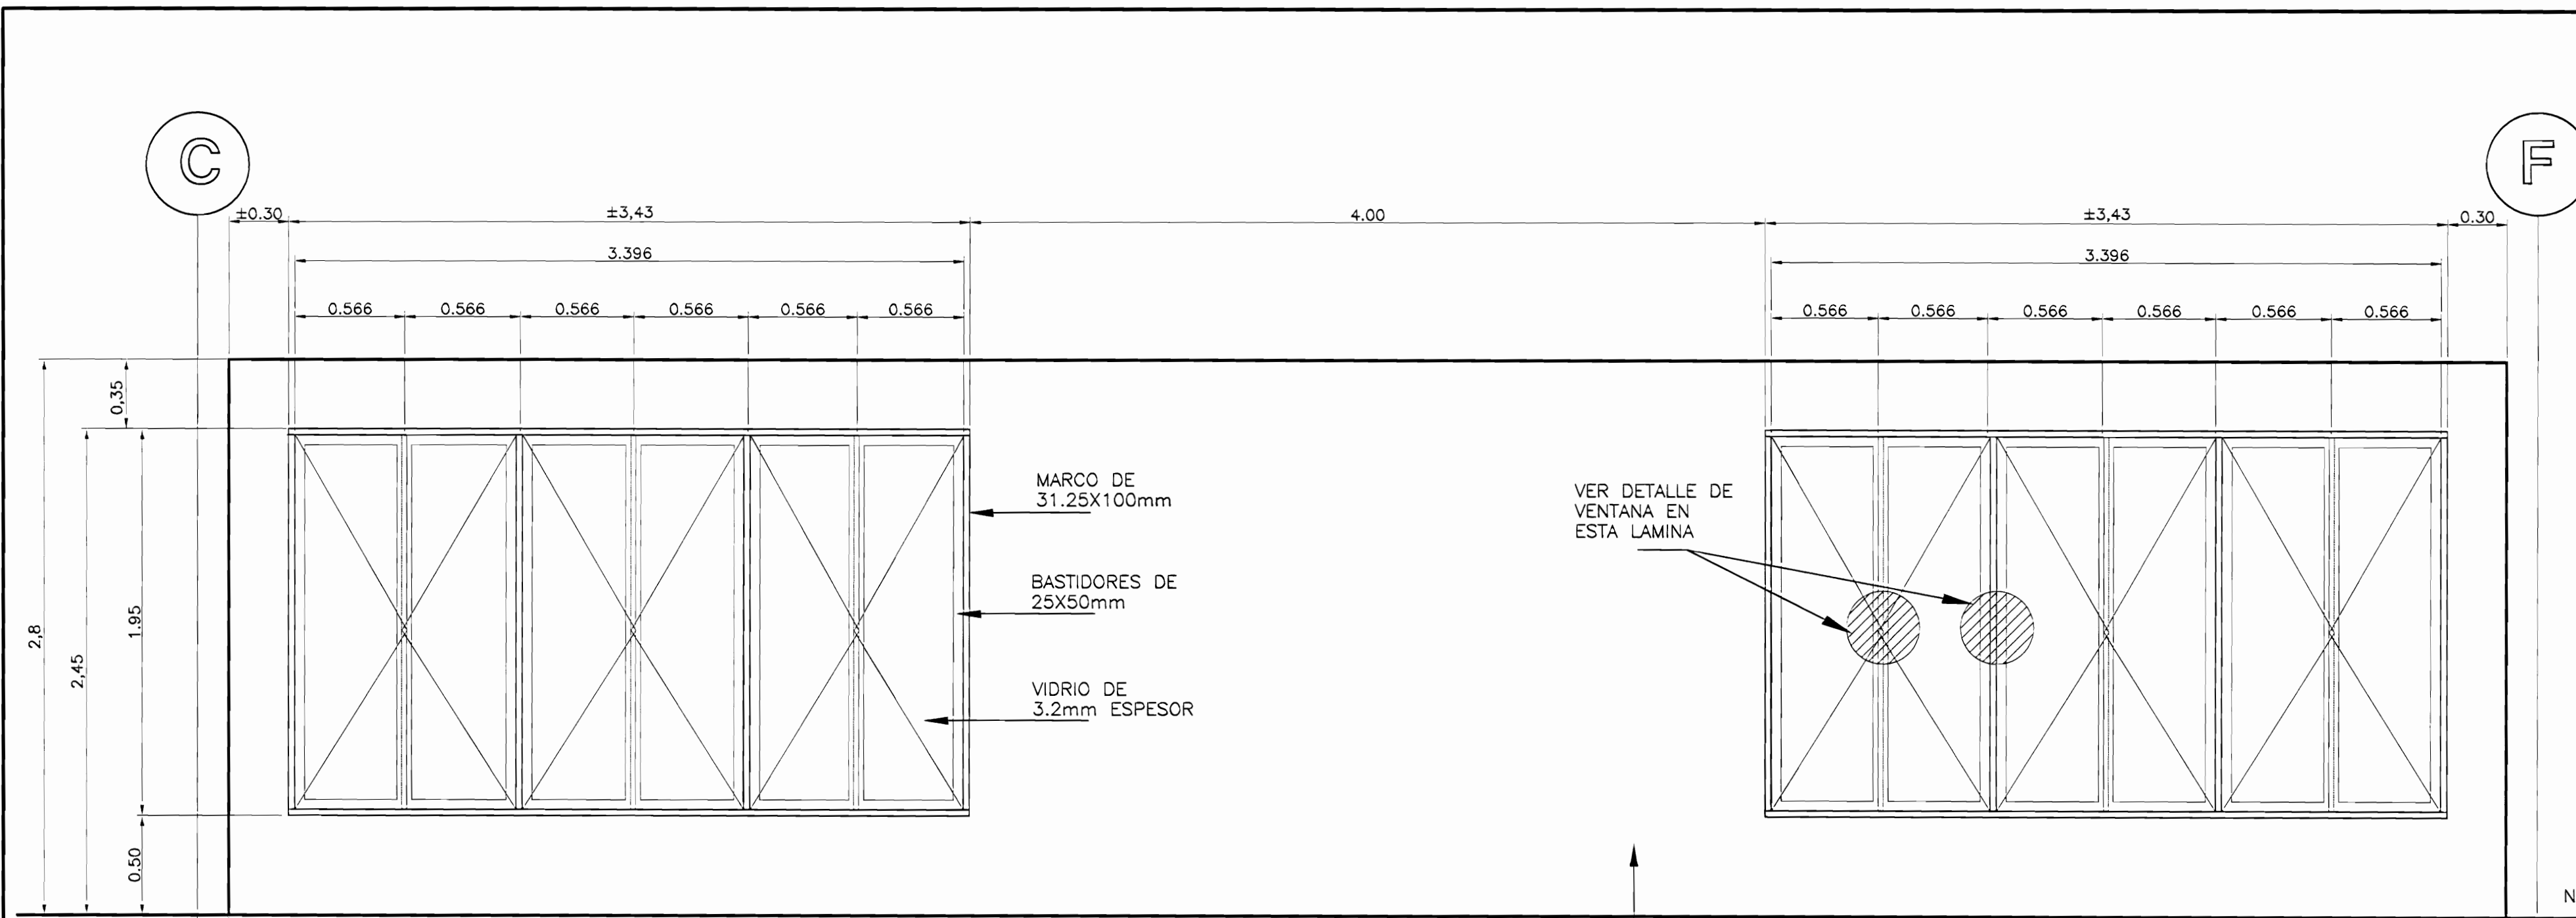 C
F
±0.30
±3,43
4.00
±3,43
0.30
3.396
3.396
0.566 0.566 0.566 0.566 0.566 0.566
0.566 0.566 0.566 0.566 0.566 0.566
0,35
2,8
2,45
1.95
0.50
MARCO DE
31.25X100mm
BASTIDORES DE
25X50mm
VIDRIO DE
3.2mm ESPESOR
VER DETALLE DE
VENTANA EN
ESTA LAMINA
N